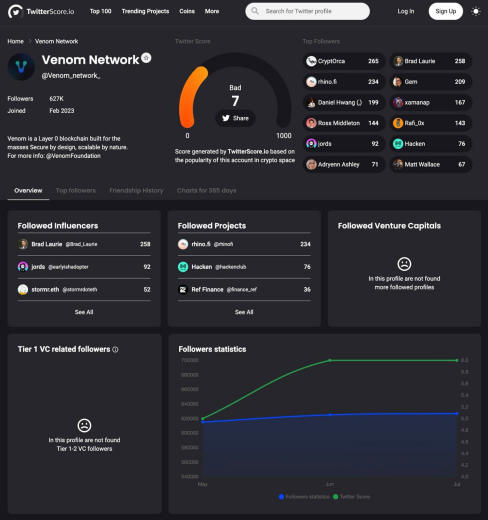 TwitterScore.io
Top 100
Trending Projects
Coins
More
Search for Twitter profile
Log In
Sign Up
Home
Venom Network
Venom Network
@Venom_network_
Followers 627K
Joined Feb 2023
Venom is a Layer 0 blockchain built for the
masses Secure by design, scalable by nature.
For more info: @VenomFoundation
Twitter Score
Bad
7
Share
0 1000
Score generated by TwitterScore.io based on
the popularity of this account in crypto space
Top Followers
CryptOrca 265
Brad Laurie 258
rhino.fi 234
Gem 209
Daniel Hwang (,) 199
xamanap 167
Ross Middleton 144
Rafi_0x 143
jords 92
Hacken 76
Adryenn Ashley 71
Matt Wallace 67
Overview
Top followers
Friendship History
Charts for 365 days
Followed Influencers
Brad Laurie @Brad_Laurie 258
jords @earlyishadopter 92
stormr.eth @stormrdoteth 52
See All
Followed Projects
rhino.fi @rhinofi 234
Hacken @hackenclub 76
Ref Finance @finance_ref 36
See All
Followed Venture Capitals
In this profile are not found
more followed profiles
Tier 1 VC related followers
In this profile are not found
Tier 1-2 VC followers
Followers statistics
700000
680000
660000
640000
620000
600000
580000
560000
540000
6.0
5.8
5.6
5.4
5.2
5.0
4.8
4.6
4.4
4.2
4.0
May
Jun
Jul
Followers statistics
Twitter Score